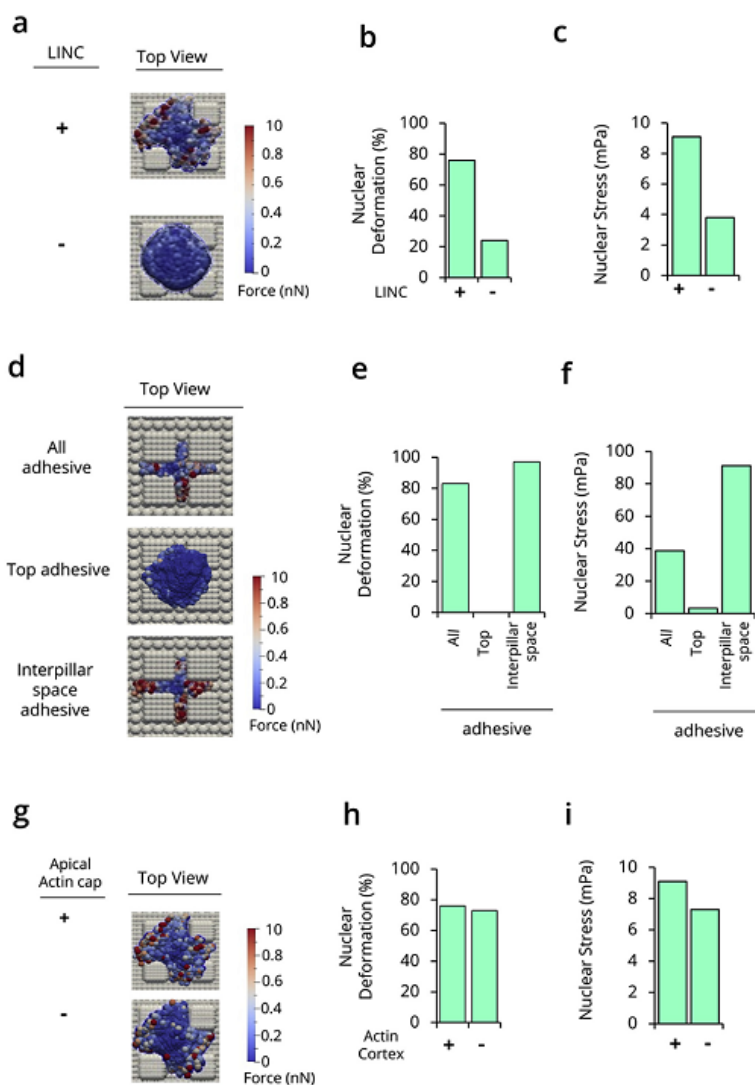 a
LINC
Top View
+
-
10
0.8
0.6
0.4
0.2
0
Force (nN)
b
Nuclear
Deformation (%)
100
80
60
40
20
0
LINC
+
-
c
Nuclear Stress (mPa)
10
8
6
4
2
0
+
-
d
Top View
All
adhesive
Top adhesive
Interpillar
space
adhesive
10
0.8
0.6
0.4
0.2
0
Force (nN)
e
Nuclear
Deformation (%)
100
80
60
40
20
0
All
Top
Interpillar
space
adhesive
f
Nuclear Stress (mPa)
100
80
60
40
20
0
All
Top
Interpillar
space
adhesive
g
Apical
Actin cap
Top View
+
-
10
0.8
0.6
0.4
0.2
0
Force (nN)
h
Nuclear
Deformation (%)
100
80
60
40
20
0
Actin
Cortex
+
-
i
Nuclear Stress (mPa)
10
8
6
4
2
0
+
-